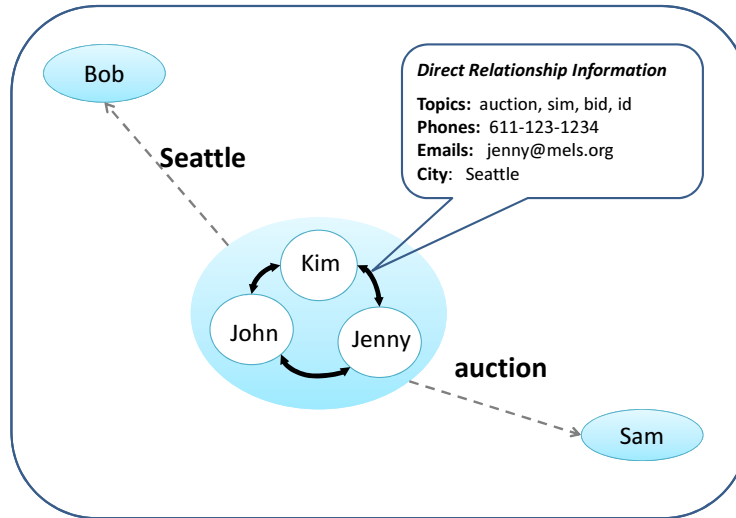 Bob
Direct Relationship Information
Topics: auction, sim, bid, id
Phones: 611-123-1234
Emails: jenny@mels.org
City: Seattle
Seattle
Kim
John
Jenny
auction
Sam